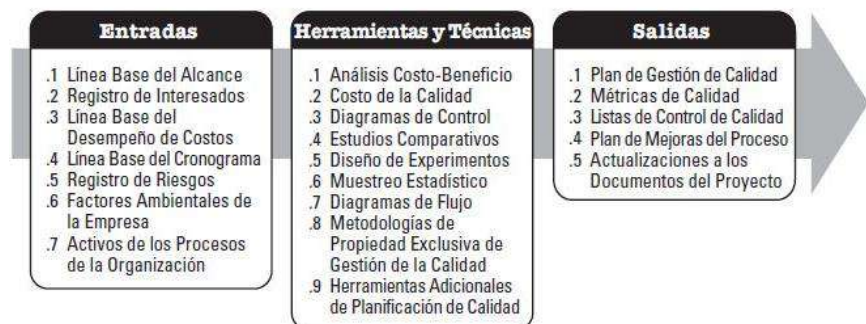 Entradas
.1 Línea Base del Alcance
.2 Registro de Interesados
.3 Línea Base del
Desempeño de Costos
.4 Línea Base del Cronograma
.5 Registro de Riesgos
.6 Factores Ambientales de
la Empresa
.7 Activos de los Procesos
de la Organización
Herramientas y Técnicas
.1 Análisis Costo-Beneficio
.2 Costo de la Calidad
.3 Diagramas de Control
.4 Estudios Comparativos
.5 Diseño de Experimentos
.6 Muestreo Estadístico
.7 Diagramas de Flujo
.8 Metodologías de
Propiedad Exclusiva de
Gestión de la Calidad
.9 Herramientas Adicionales
de Planificación de Calidad
Salidas
.1 Plan de Gestión de Calidad
.2 Métricas de Calidad
.3 Listas de Control de Calidad
.4 Plan de Mejoras del Proceso
.5 Actualizaciones a los
Documentos del Proyecto